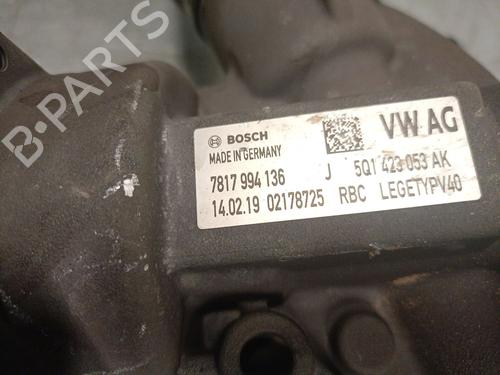 B-PARTS
BOSCH VW AG
MADE IN GERMANY
7817 994 136 J 5Q1 423 053 AK
14.02.19 02178725 RBC LEGETYPV40